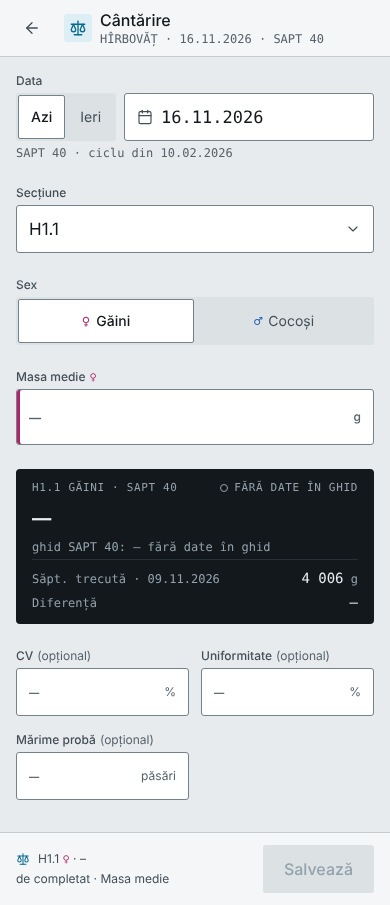 Cântărire
HÎRBOVĂȚ · 16.11.2026 · SAPT 40
Data
Azi Ieri 16.11.2026
SAPT 40 · ciclu din 10.02.2026
Secțiune
H1.1
Sex
♀ Găini ♂ Cocoși
Masa medie ♀
— g
H1.1 GĂINI · SAPT 40 ○ FĂRĂ DATE ÎN GHID
—
ghid SAPT 40: — fără date în ghid
Săpt. trecută · 09.11.2026 4 006 g
Diferență —
CV (opțional) Uniformitate (opțional)
— % — %
Mărime probă (opțional)
— păsări
H1.1 ♀ · –
de completat · Masa medie
Salvează